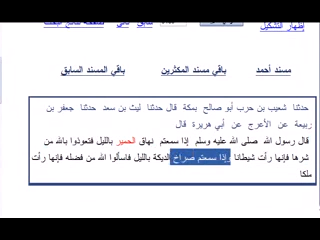 إظهار التشكيل
مسند أحمد باقي مسند المكثرين باقي المسند السابق
حدثنا شعيب بن حرب أبو صالح بمكة قال حدثنا ليث بن سعد حدثنا جعفر بن
ربيعة عن الأعرج عن أبي هريرة قال
قال رسول الله صلى الله عليه وسلم إذا سمعتم نهاق الحمير بالليل فتعوذوا بالله من
شرها فإنها رأت شيطانا وإذا سمعتم صراخ الديكة بالليل فاسألوا الله من فضله فإنها رأت
ملكا